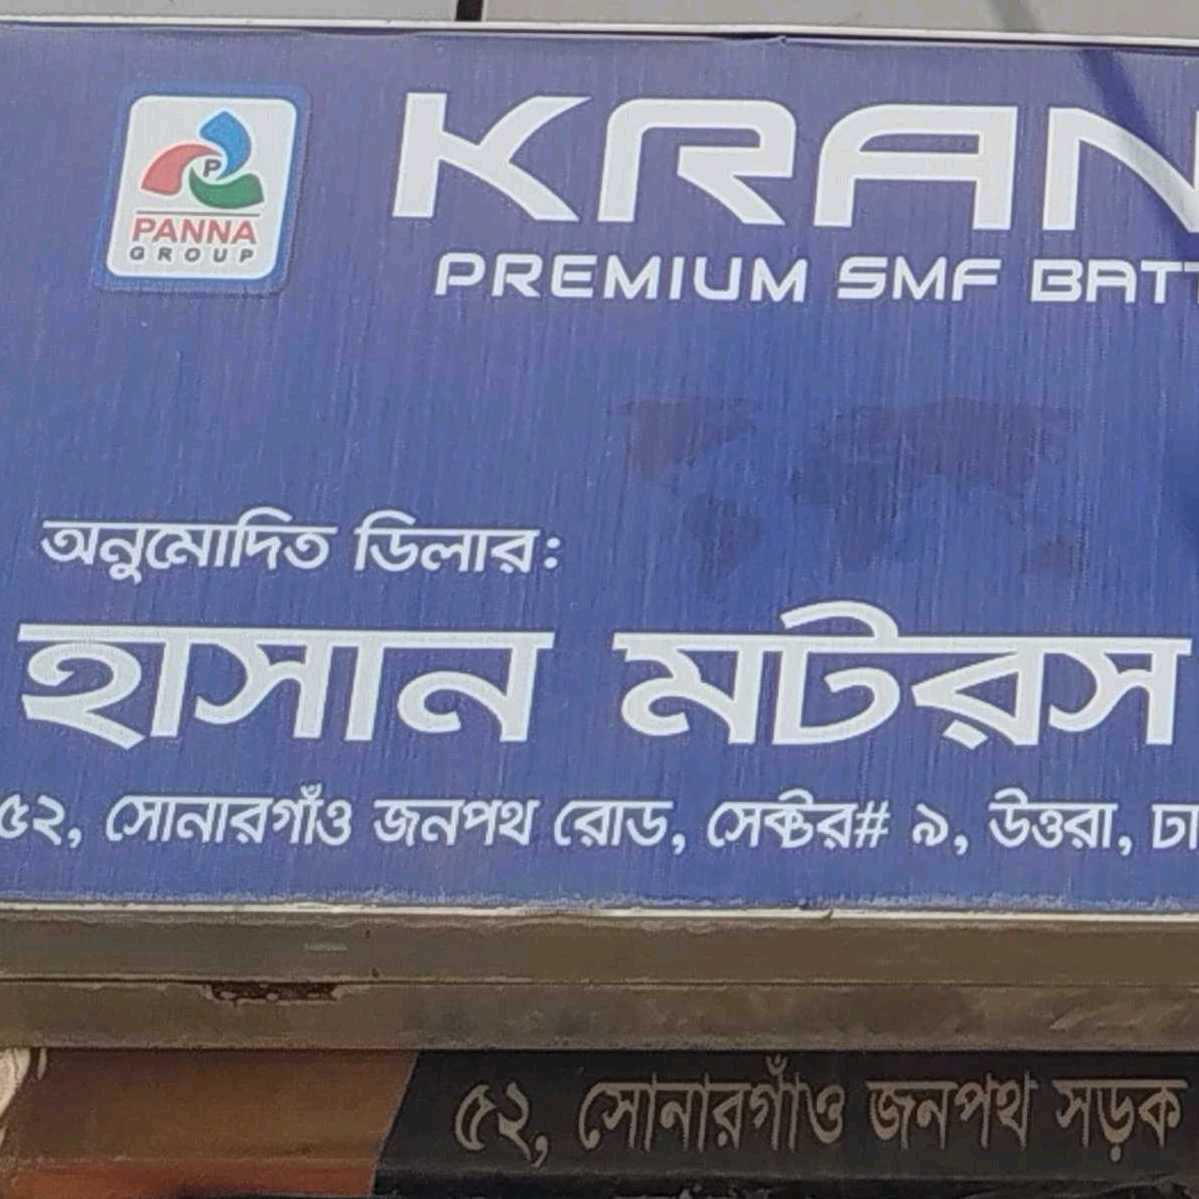 PANNA
GROUP
KRAN
PREMIUM SMF BATT
অনুমোদিত ডিলার:
হাসান মটরস
৫২, সোনারগাঁও জনপথ রোড, সেক্টর# ৯, উত্তরা, ঢা
৫২, সোনারগাঁও জনপথ সড়ক